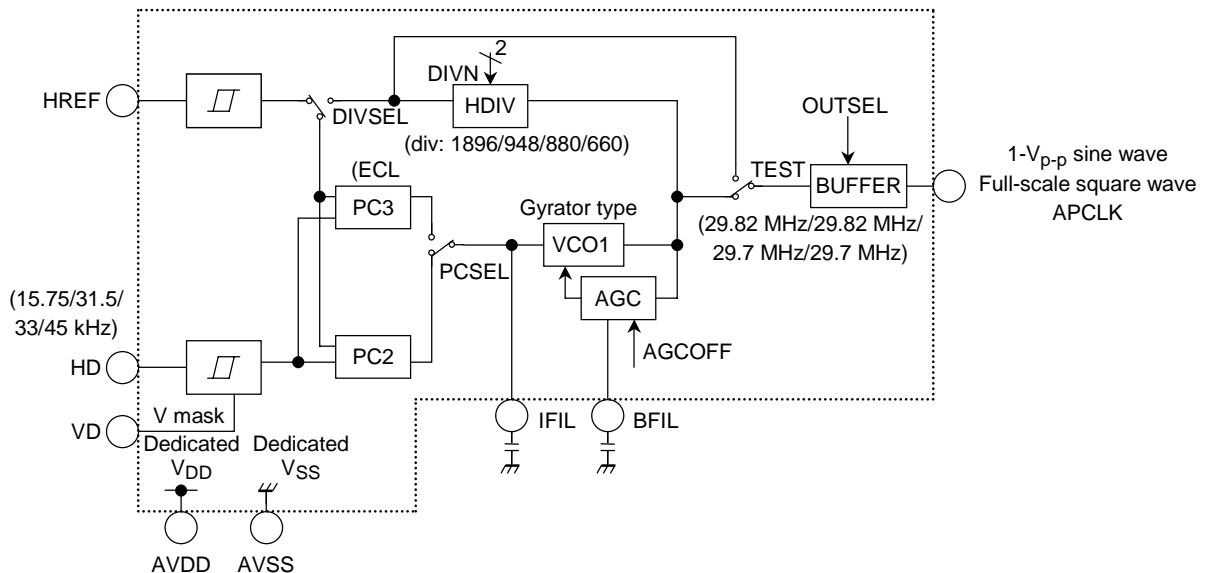 HREF
DIVSEL
2
DIVN
HDIV
(div: 1896/948/880/660)
OUTSEL
TEST
BUFFER
1-Vp-p sine wave
Full-scale square wave
APCLK
(ECL
PC3
PCSEL
Gyrator type
VCO1
(29.82 MHz/29.82 MHz/
29.7 MHz/29.7 MHz)
AGC
AGCOFF
(15.75/31.5/
33/45 kHz)
HD
PC2
VD
V mask
IFIL
BFIL
Dedicated
VDD
Dedicated
VSS
AVDD
AVSS